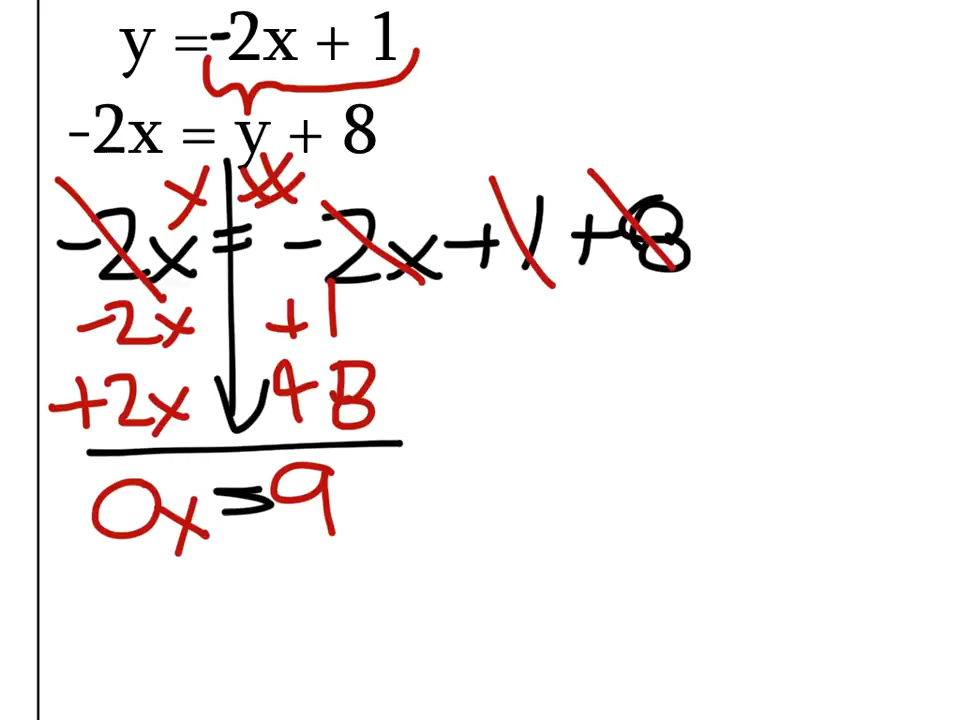 y = -2x + 1
-2x = y + 8
-2x = -2x + 1 + 8
-2x +1
+2x +8
0x = 9